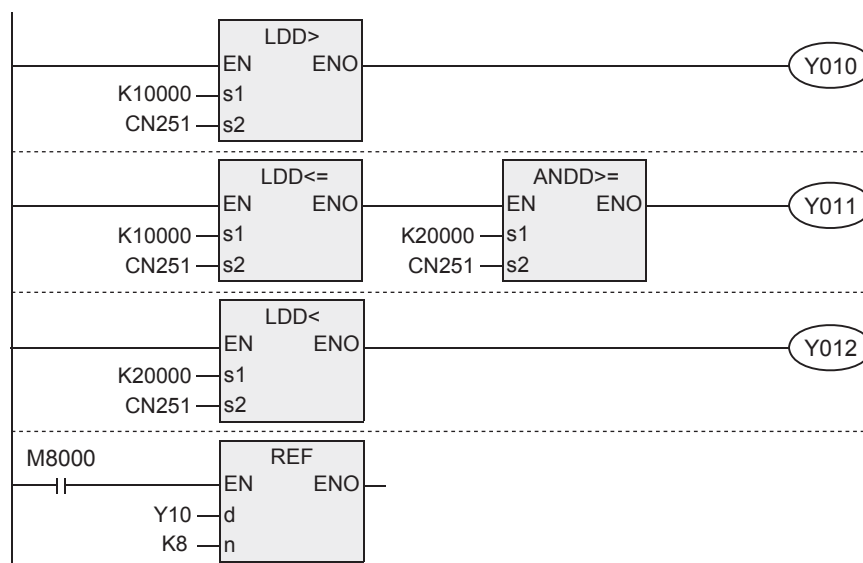 LDD>
EN ENO Y010
K10000 s1
CN251 s2
LDD<= ANDD>=
EN ENO EN ENO Y011
K10000 s1 K20000 s1
CN251 s2 CN251 s2
LDD<
EN ENO Y012
K20000 s1
CN251 s2
M8000 REF
EN ENO
Y10 d
K8 n